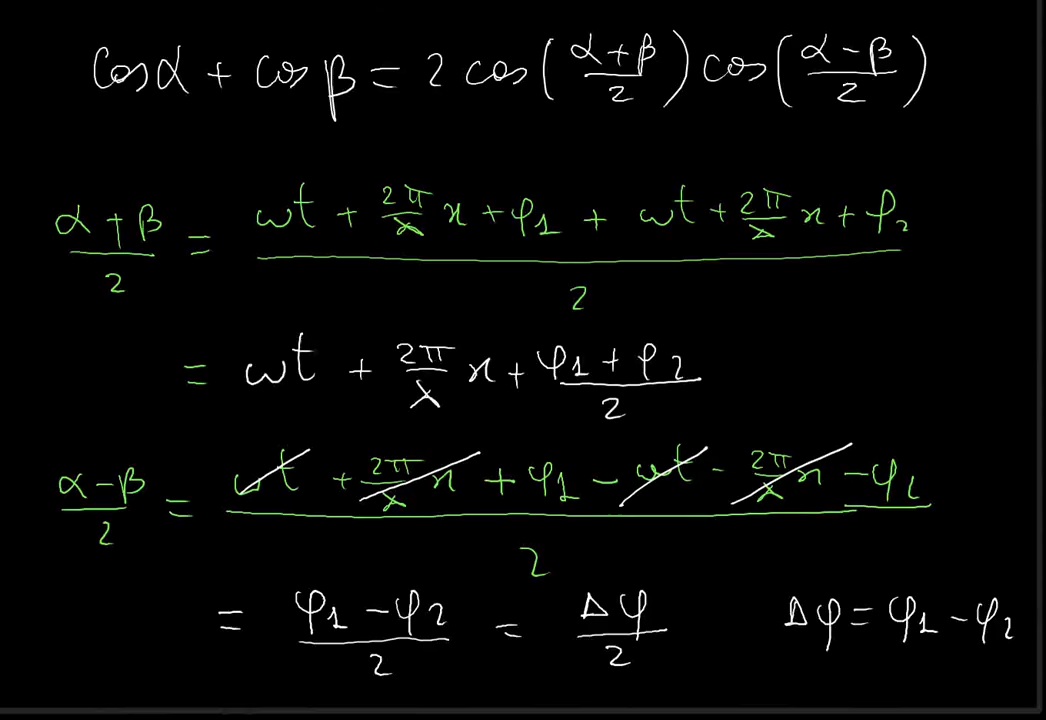 cosα + cos β = 2 cos((α+β)/2) cos((α-β)/2)
(α+β)/2 = (ωt + 2π/λ x + φ1 + ωt + 2π/λ x + φ2)/2
= ωt + 2π/λ x + (φ1 + φ2)/2
(α-β)/2 = (ωt + 2π/λ x + φ1 - ωt - 2π/λ x - φ2)/2
= (φ1 - φ2)/2 = Δφ/2 Δφ = φ1 - φ2